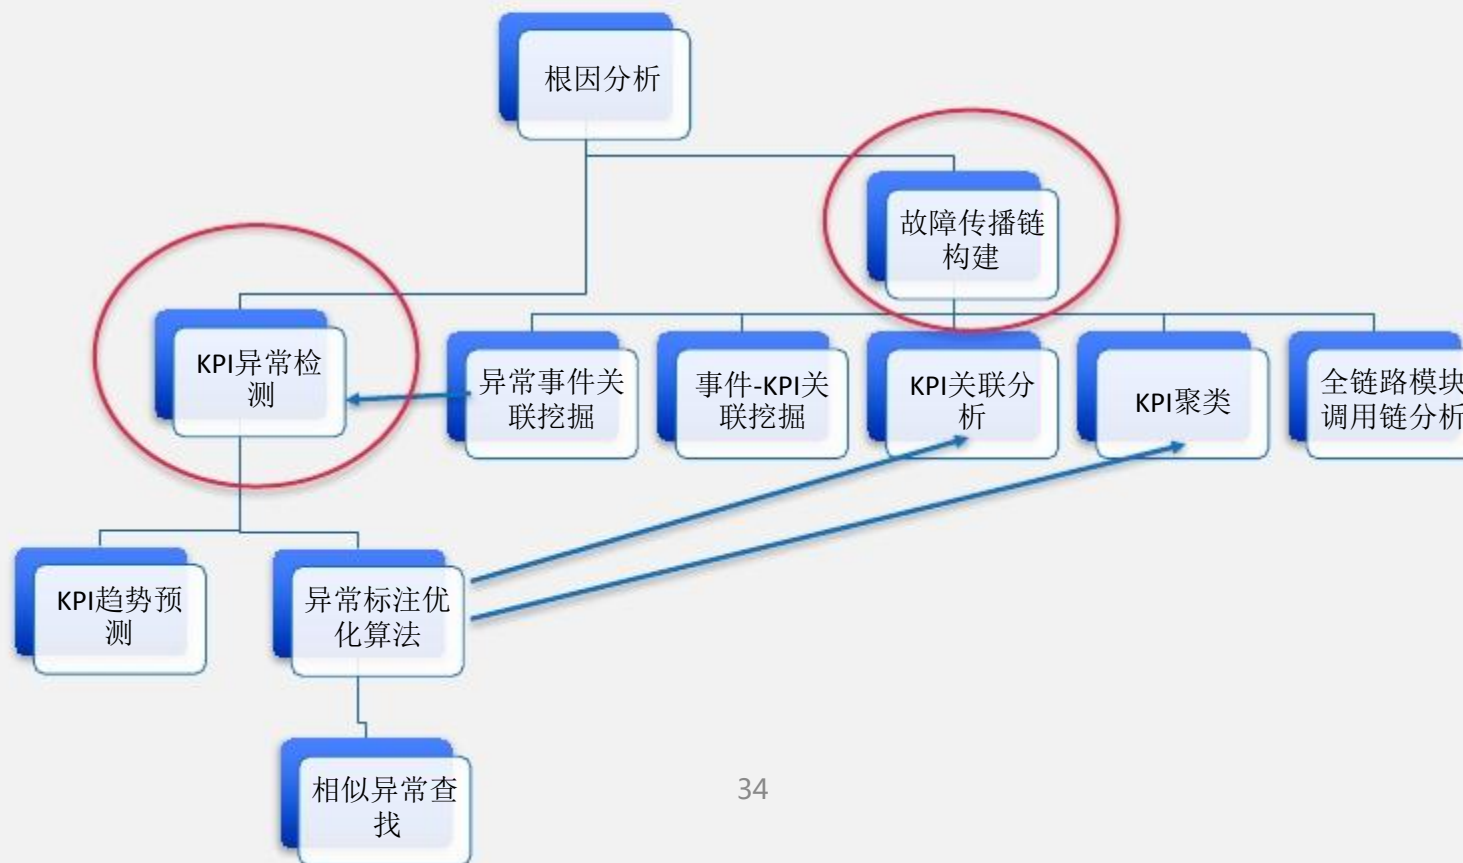 根因分析
故障传播链
构建
KPI异常检
测
异常事件关
联挖掘
事件-KPI关
联挖掘
KPI关联分
析
KPI聚类
全链路模块
调用链分析
KPI趋势预
测
异常标注优
化算法
相似异常查
找
34